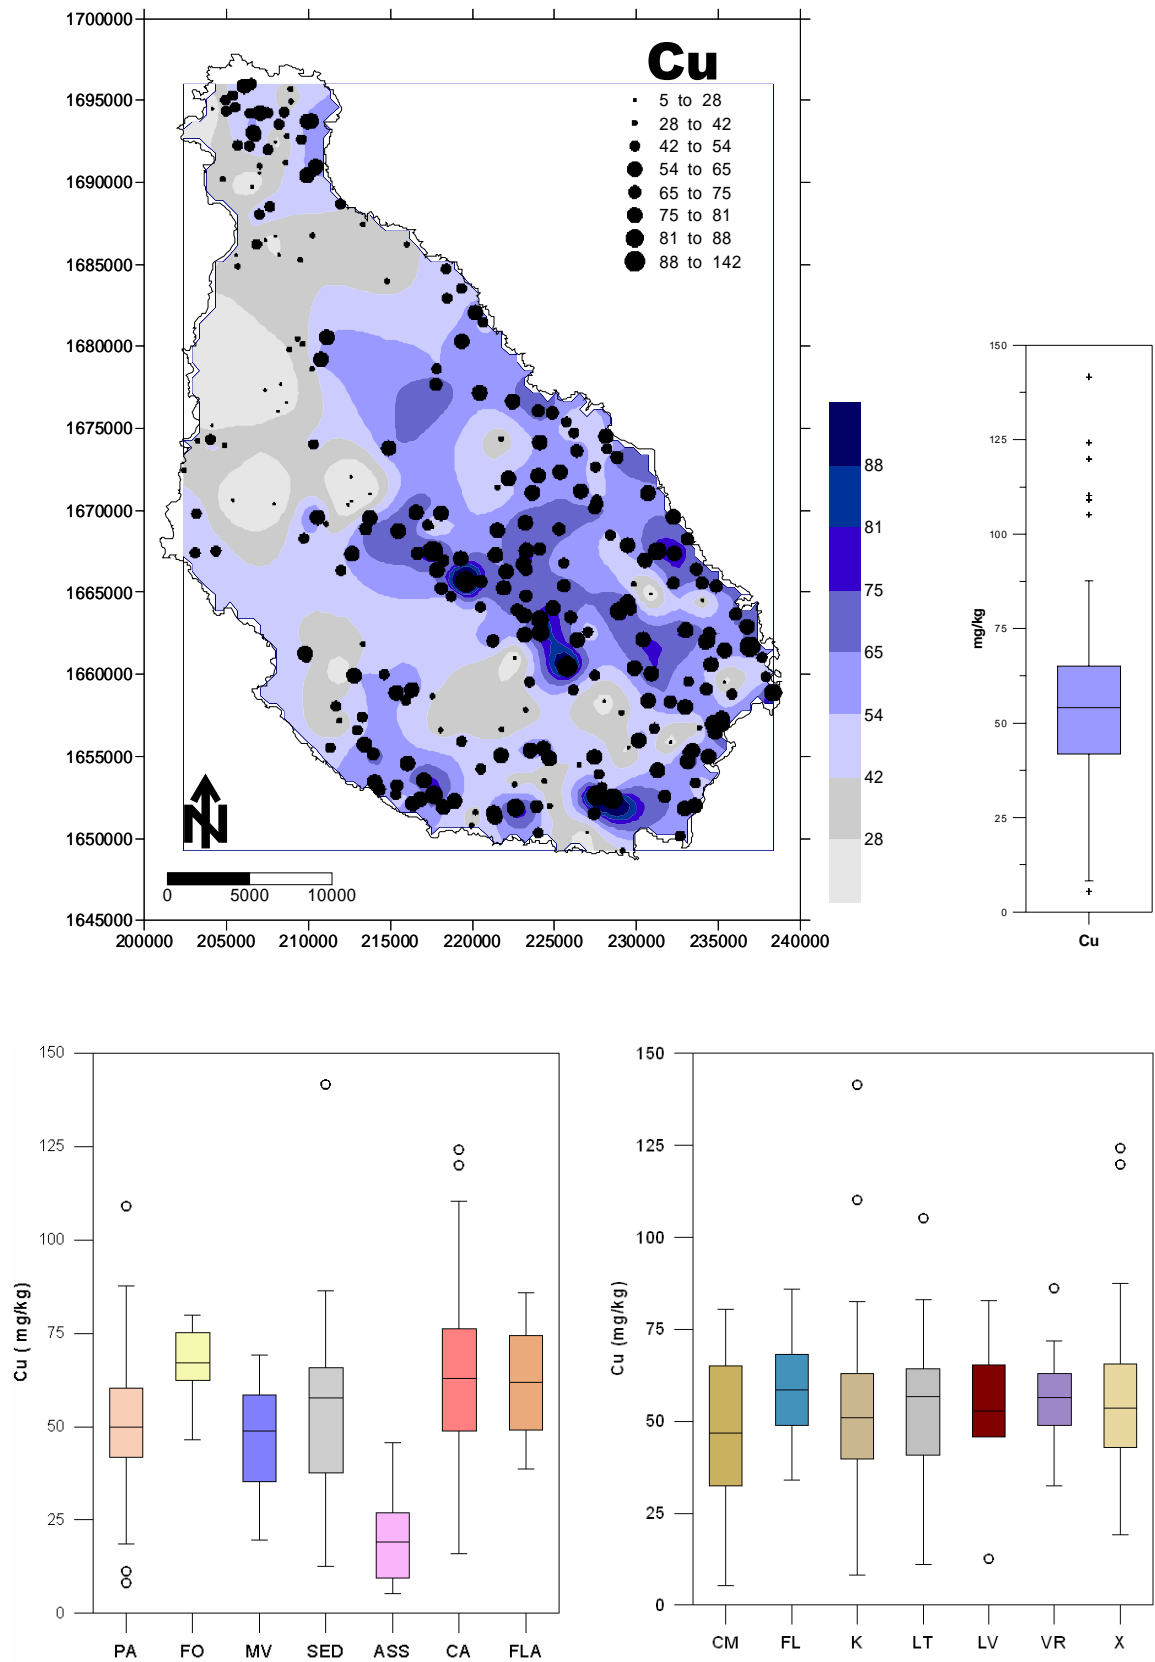 1700000
Cu
1695000
5 to 28
28 to 42
42 to 54
54 to 65
1690000
65 to 75
75 to 81
81 to 88
1685000
88 to 142
1680000
150
1675000
125
88
1670000
100
81
1665000
75
mg/kg
75
65
1660000
50
54
1655000
42
25
N
1650000
28
0 5000 10000
0
1645000
200000 205000 210000 215000 220000 225000 230000 235000 240000
Cu
150
125
100
75
50
25
0
Cu ( mg/kg)
PA FO MV SED ASS CA FLA
150
125
100
75
50
25
0
Cu (mg/kg)
CM FL K LT LV VR X